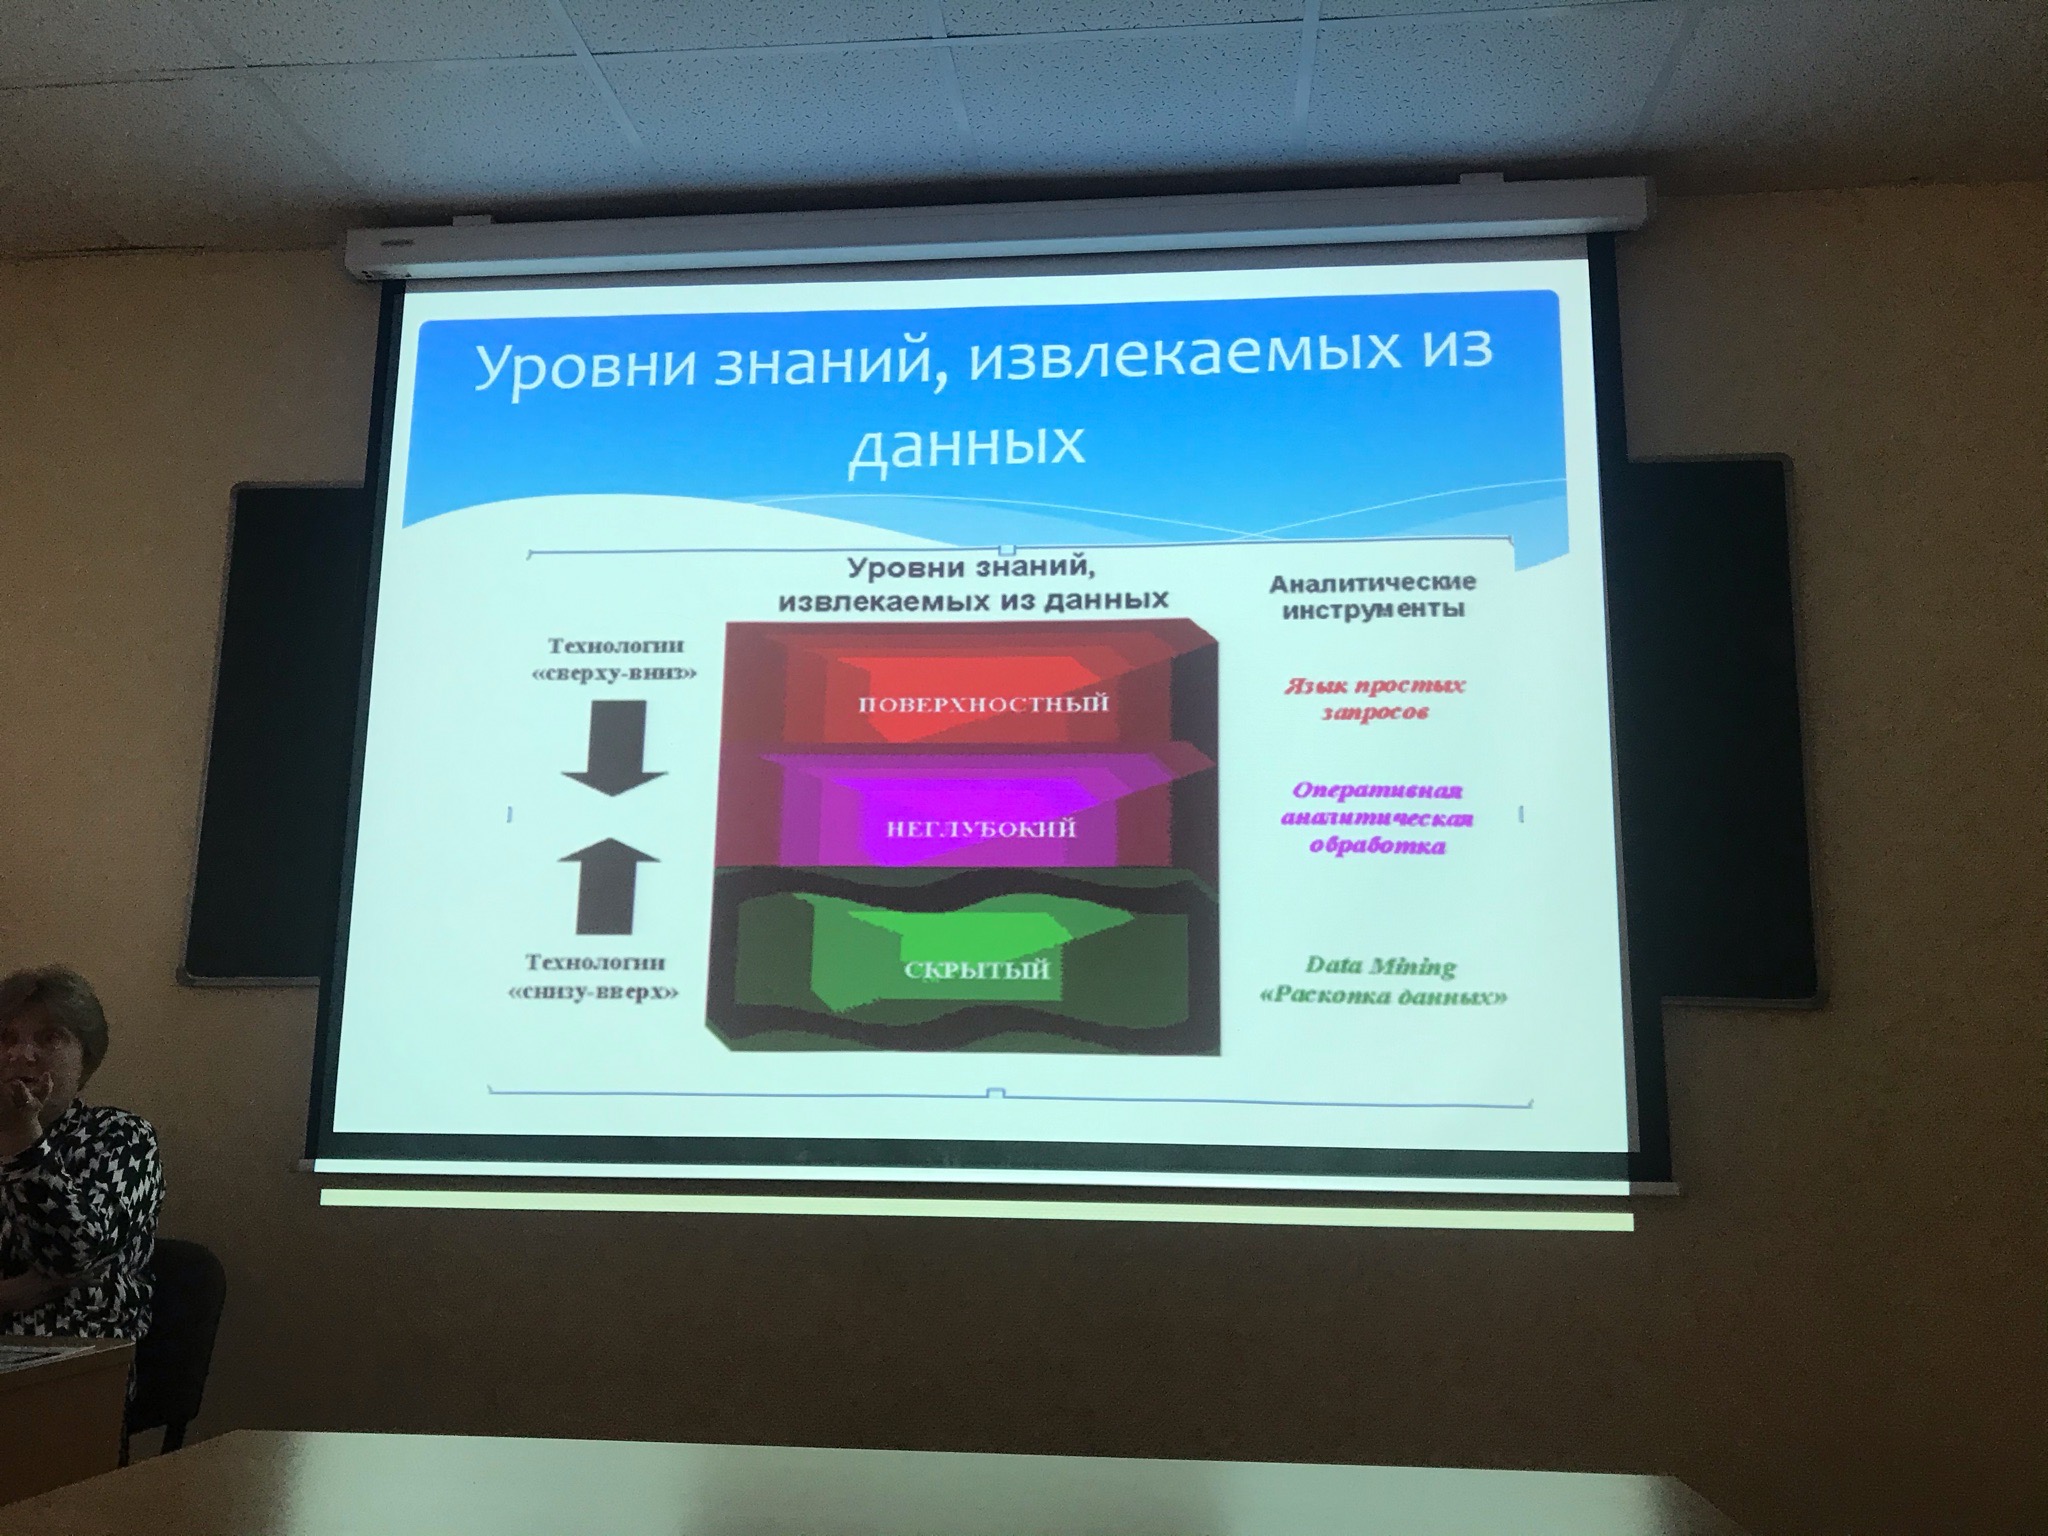 Уровни знаний, извлекаемых из
данных
Уровни знаний,
извлекаемых из данных
Аналитические
инструменты
Технологии
«сверху-вниз»
ПОВЕРХНОСТНЫЙ
Язык простых
запросов
НЕГЛУБОКИЙ
Оперативная
аналитическая
обработка
Технологии
«снизу-вверх»
СКРЫТЫЙ
Data Mining
«Раскопка данных»